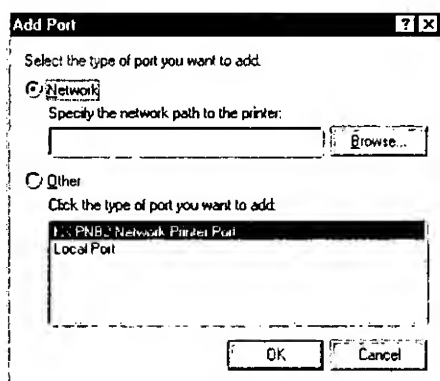 Add Port
Select the type of port you want to add.
Network
Specify the network path to the printer:
Browse...
Other
Click the type of port you want to add:
PNB2 Network Printer Port
Local Port
OK
Cancel